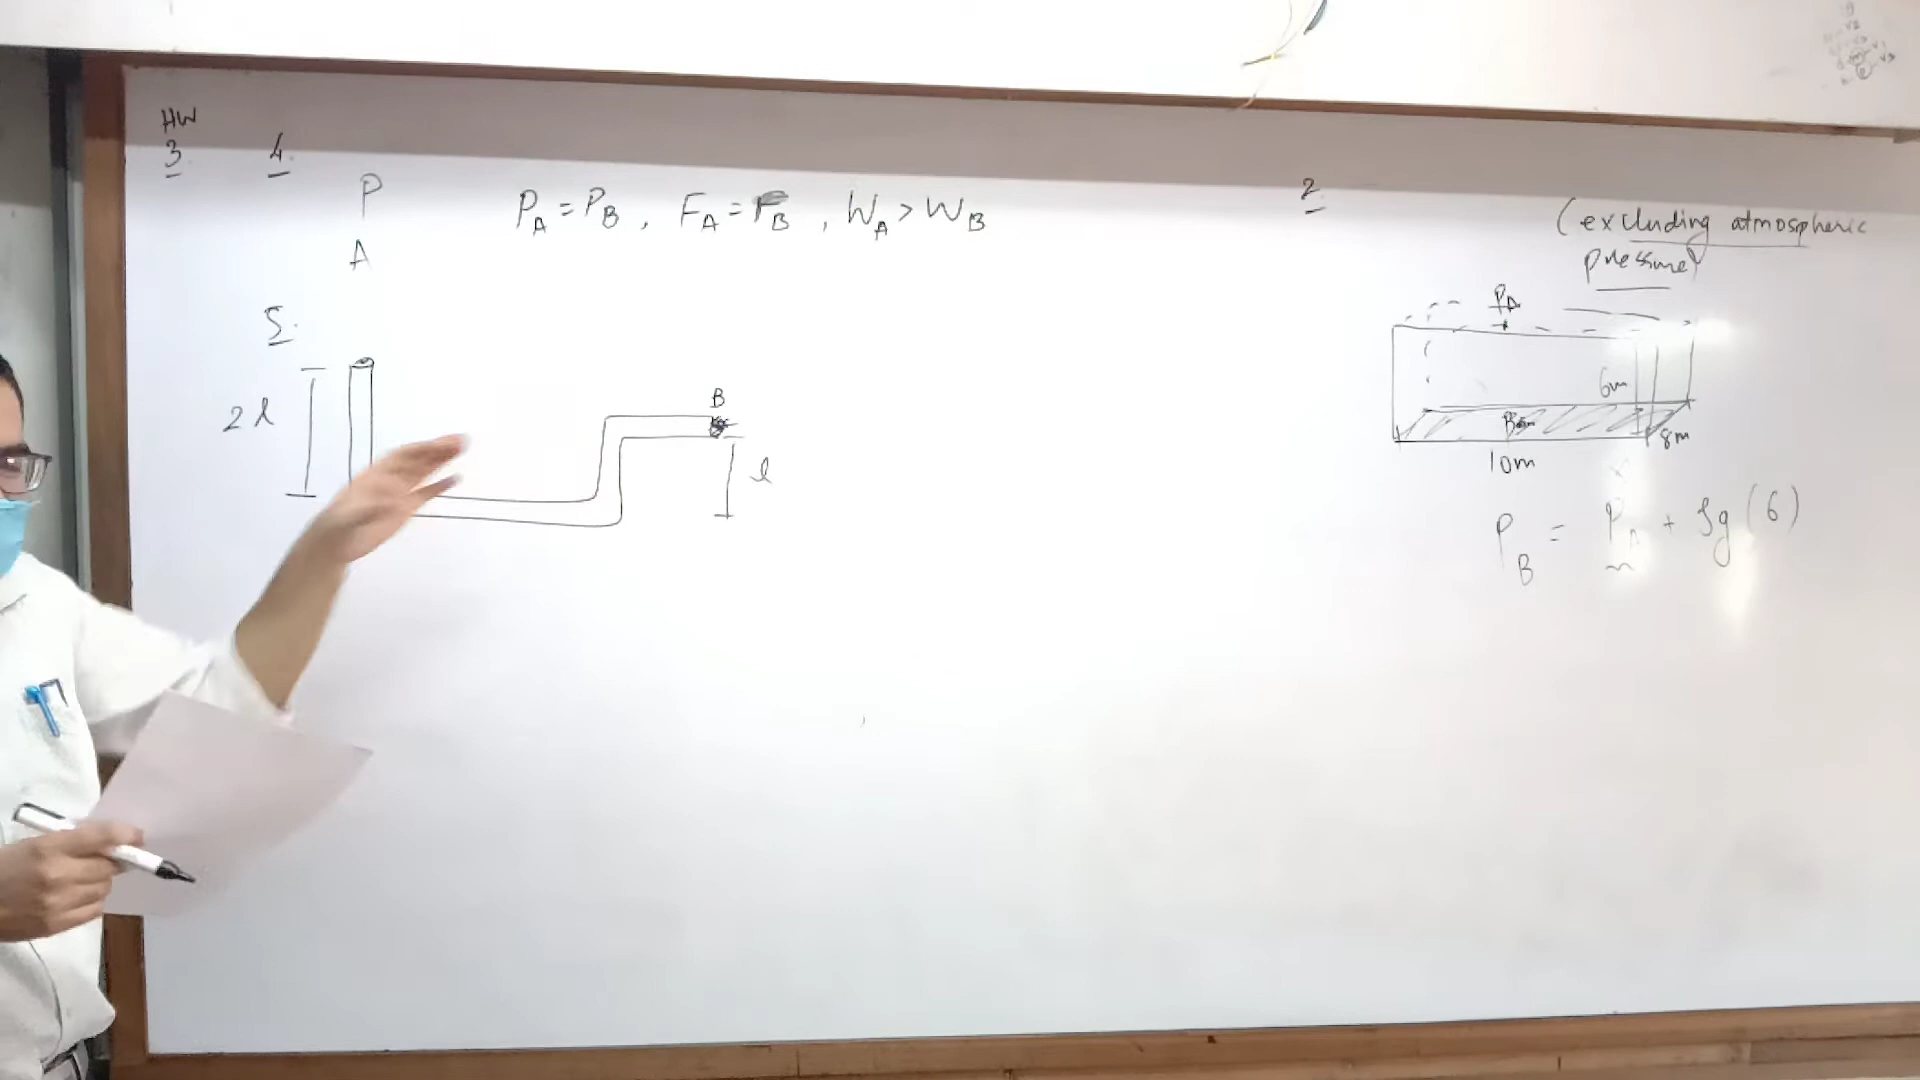 HW
3. 4.
P
A
P_A = P_B , F_A = F_B , W_A > W_B
5.
2l
B
l
2
(excluding atmospheric
pressure)
P_A
6m
8m
10m
P_B = P_A + ρg (6)